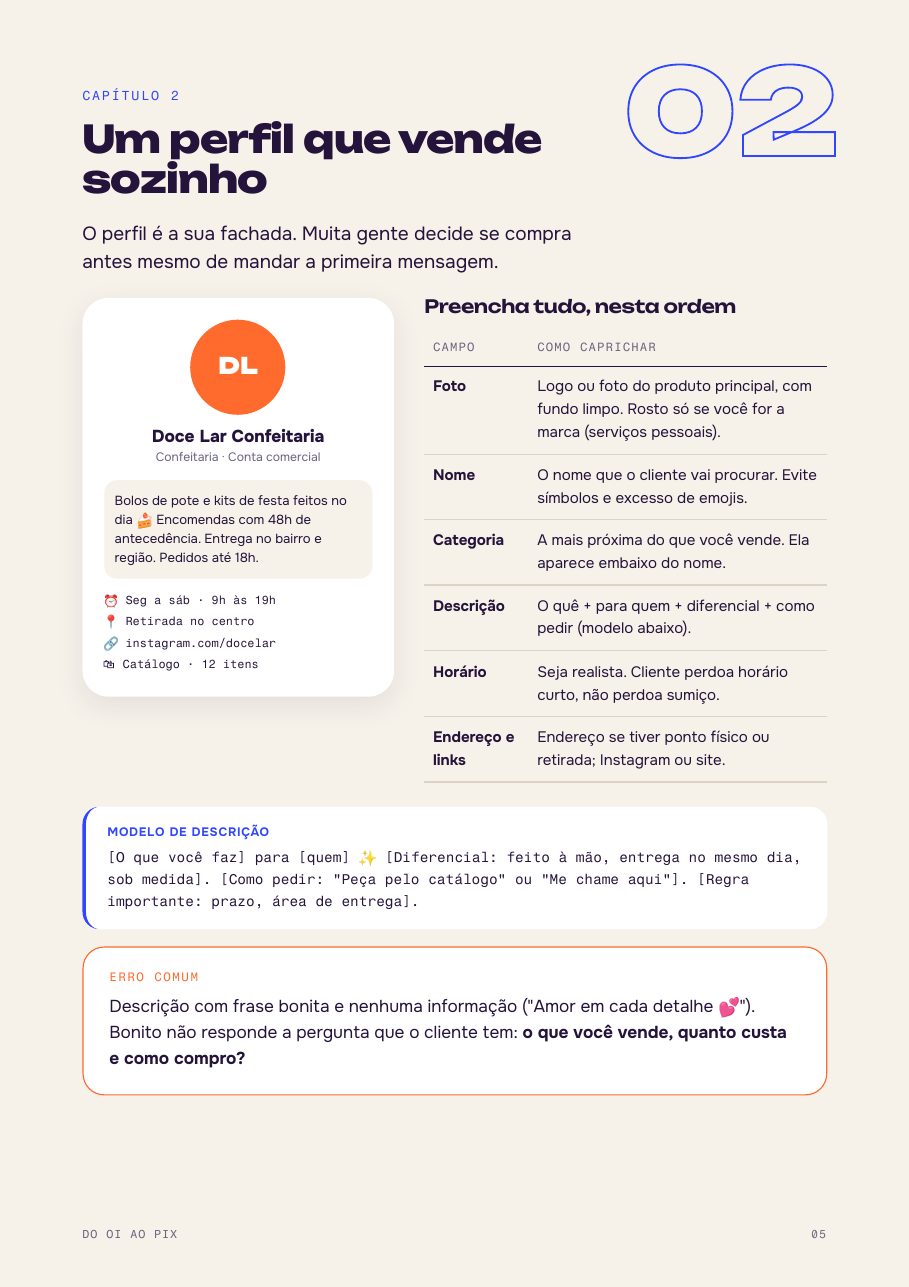 CAPÍTULO 2
02
Um perfil que vende
sozinho
O perfil é a sua fachada. Muita gente decide se compra
antes mesmo de mandar a primeira mensagem.
DL
Doce Lar Confeitaria
Confeitaria · Conta comercial
Bolos de pote e kits de festa feitos no
dia 🍰 Encomendas com 48h de
antecedência. Entrega no bairro e
região. Pedidos até 18h.
⏰ Seg a sáb · 9h às 19h
📍 Retirada no centro
🔗 instagram.com/docelar
🛍 Catálogo · 12 itens
Preencha tudo, nesta ordem
CAMPO COMO CAPRICHAR
Foto Logo ou foto do produto principal, com
fundo limpo. Rosto só se você for a
marca (serviços pessoais).
Nome O nome que o cliente vai procurar. Evite
símbolos e excesso de emojis.
Categoria A mais próxima do que você vende. Ela
aparece embaixo do nome.
Descrição O quê + para quem + diferencial + como
pedir (modelo abaixo).
Horário Seja realista. Cliente perdoa horário
curto, não perdoa sumiço.
Endereço e Endereço se tiver ponto físico ou
links retirada; Instagram ou site.
MODELO DE DESCRIÇÃO
[O que você faz] para [quem] ✨ [Diferencial: feito à mão, entrega no mesmo dia,
sob medida]. [Como pedir: "Peça pelo catálogo" ou "Me chame aqui"]. [Regra
importante: prazo, área de entrega].
ERRO COMUM
Descrição com frase bonita e nenhuma informação ("Amor em cada detalhe 💕").
Bonito não responde a pergunta que o cliente tem: o que você vende, quanto custa
e como compro?
DO OI AO PIX
05